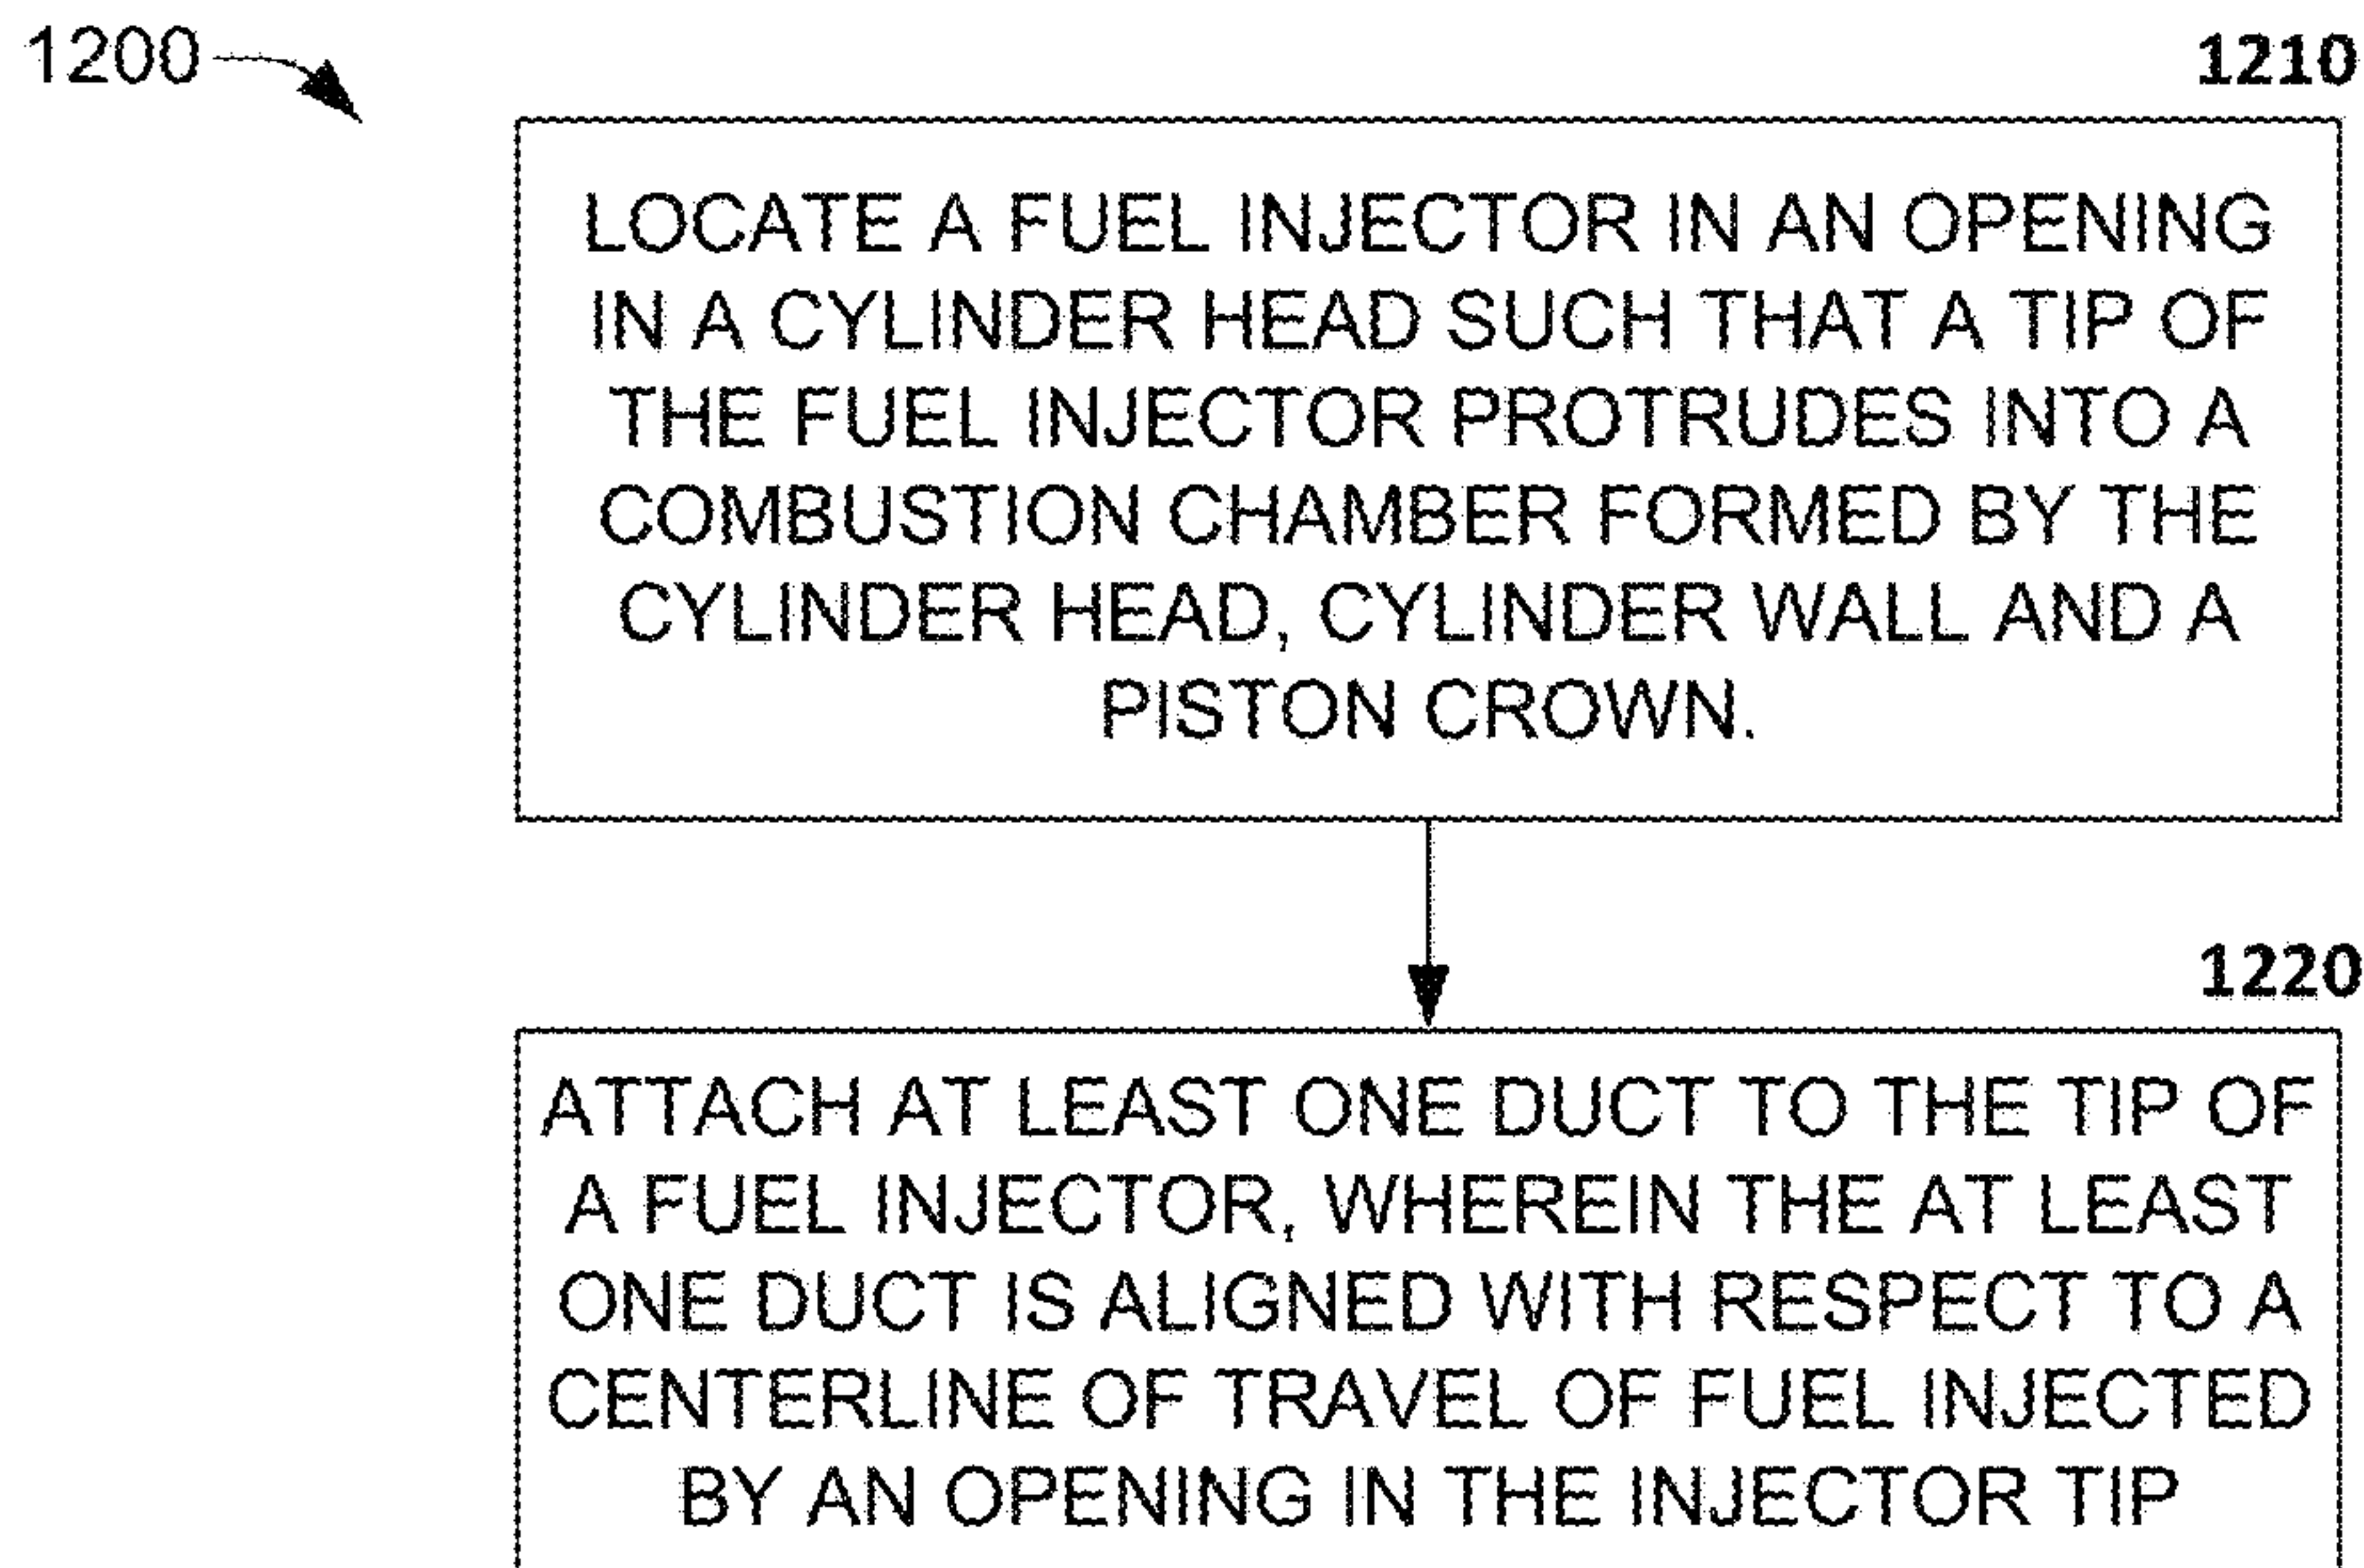 1200
1210
LOCATE A FUEL INJECTOR IN AN OPENING
IN A CYLINDER HEAD SUCH THAT A TIP OF
THE FUEL INJECTOR PROTRUDES INTO A
COMBUSTION CHAMBER FORMED BY THE
CYLINDER HEAD, CYLINDER WALL AND A
PISTON CROWN.
1220
ATTACH AT LEAST ONE DUCT TO THE TIP OF
A FUEL INJECTOR, WHEREIN THE AT LEAST
ONE DUCT IS ALIGNED WITH RESPECT TO A
CENTERLINE OF TRAVEL OF FUEL INJECTED
BY AN OPENING IN THE INJECTOR TIP